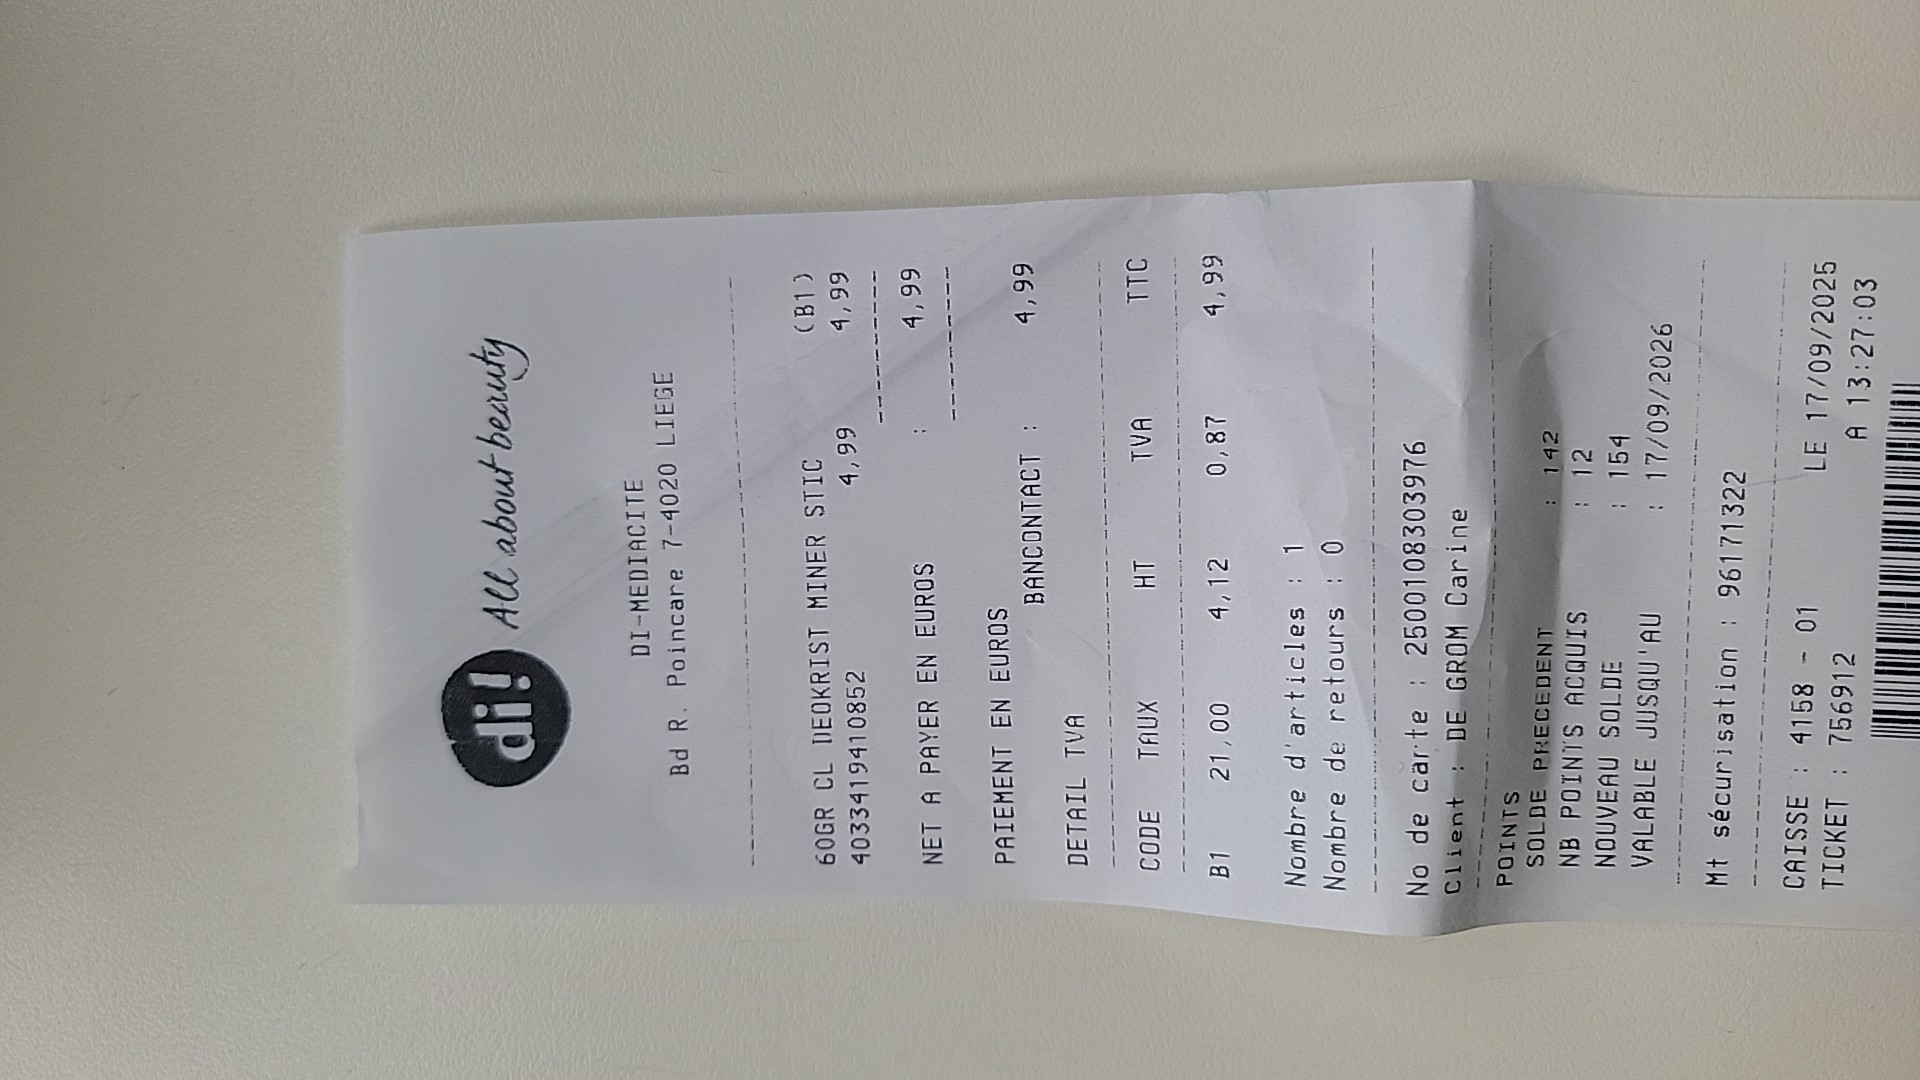 di! All about beauty
DI-MEDIACITE
Bd R. Poincare 7-4020 LIEGE
60GR CL DEOKRIST MINER STIC (B1)
4033419410852 4,99 4,99
NET A PAYER EN EUROS : 4,99
PAIEMENT EN EUROS
BANCONTACT : 4,99
DETAIL TVA
CODE TAUX HT TVA TTC
B1 21,00 4,12 0,87 4,99
Nombre d'articles : 1
Nombre de retours : 0
No de carte : 2500108303976
Client : DE GROM Carine
POINTS
SOLDE PRECEDENT : 142
NB POINTS ACQUIS : 12
NOUVEAU SOLDE : 154
VALABLE JUSQU'AU : 17/09/2026
Mt sécurisation : 96171322
CAISSE : 4158 - 01 LE 17/09/2025
TICKET : 756912 A 13:27:03